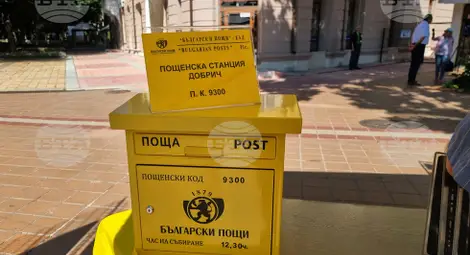 "БЪЛГАРСКИ ПОЩИ" ЕАД
"BULGARIAN POSTS" Plc.
ПОЩЕНСКА СТАНЦИЯ
ДОБРИЧ
П. К. 9300
ПОЩА POST
ПОЩЕНСКИ КОД 9300
1879
БЪЛГАРСКИ ПОЩИ
ЧАС НА СЪБИРАНЕ 12,30ч.